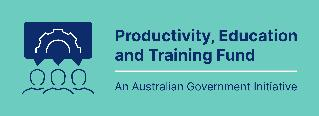 Productivity, Education
and Training Fund
An Australian Government Initiative